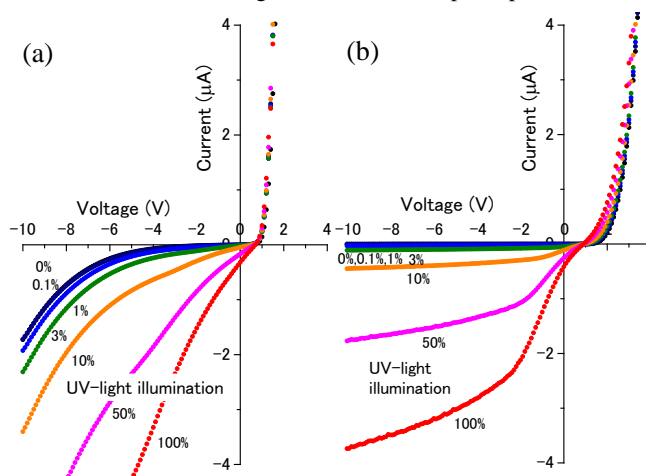 (a)
(b)
Current (μA)
Current (μA)
4
4
2
2
Voltage (V)
Voltage (V)
-10 -8 -6 -4 -2 0 2 4
-10 -8 -6 -4 -2 0
0%
0.1%
1%
3%
10%
UV-light illumination
50%
100%
-2
-4
0%,0.1%,1% 3%
10%
50%
UV-light
illumination
100%
-2
-4